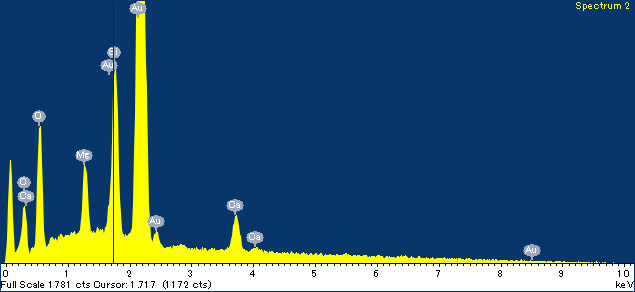 Spectrum 2
Au
Si
Au
O
Mg
C
Ca
Au
Ca
Ca
Au
0 1 2 3 4 5 6 7 8 9 10
Full Scale 1781 cts Cursor: 1.717 (1172 cts) keV